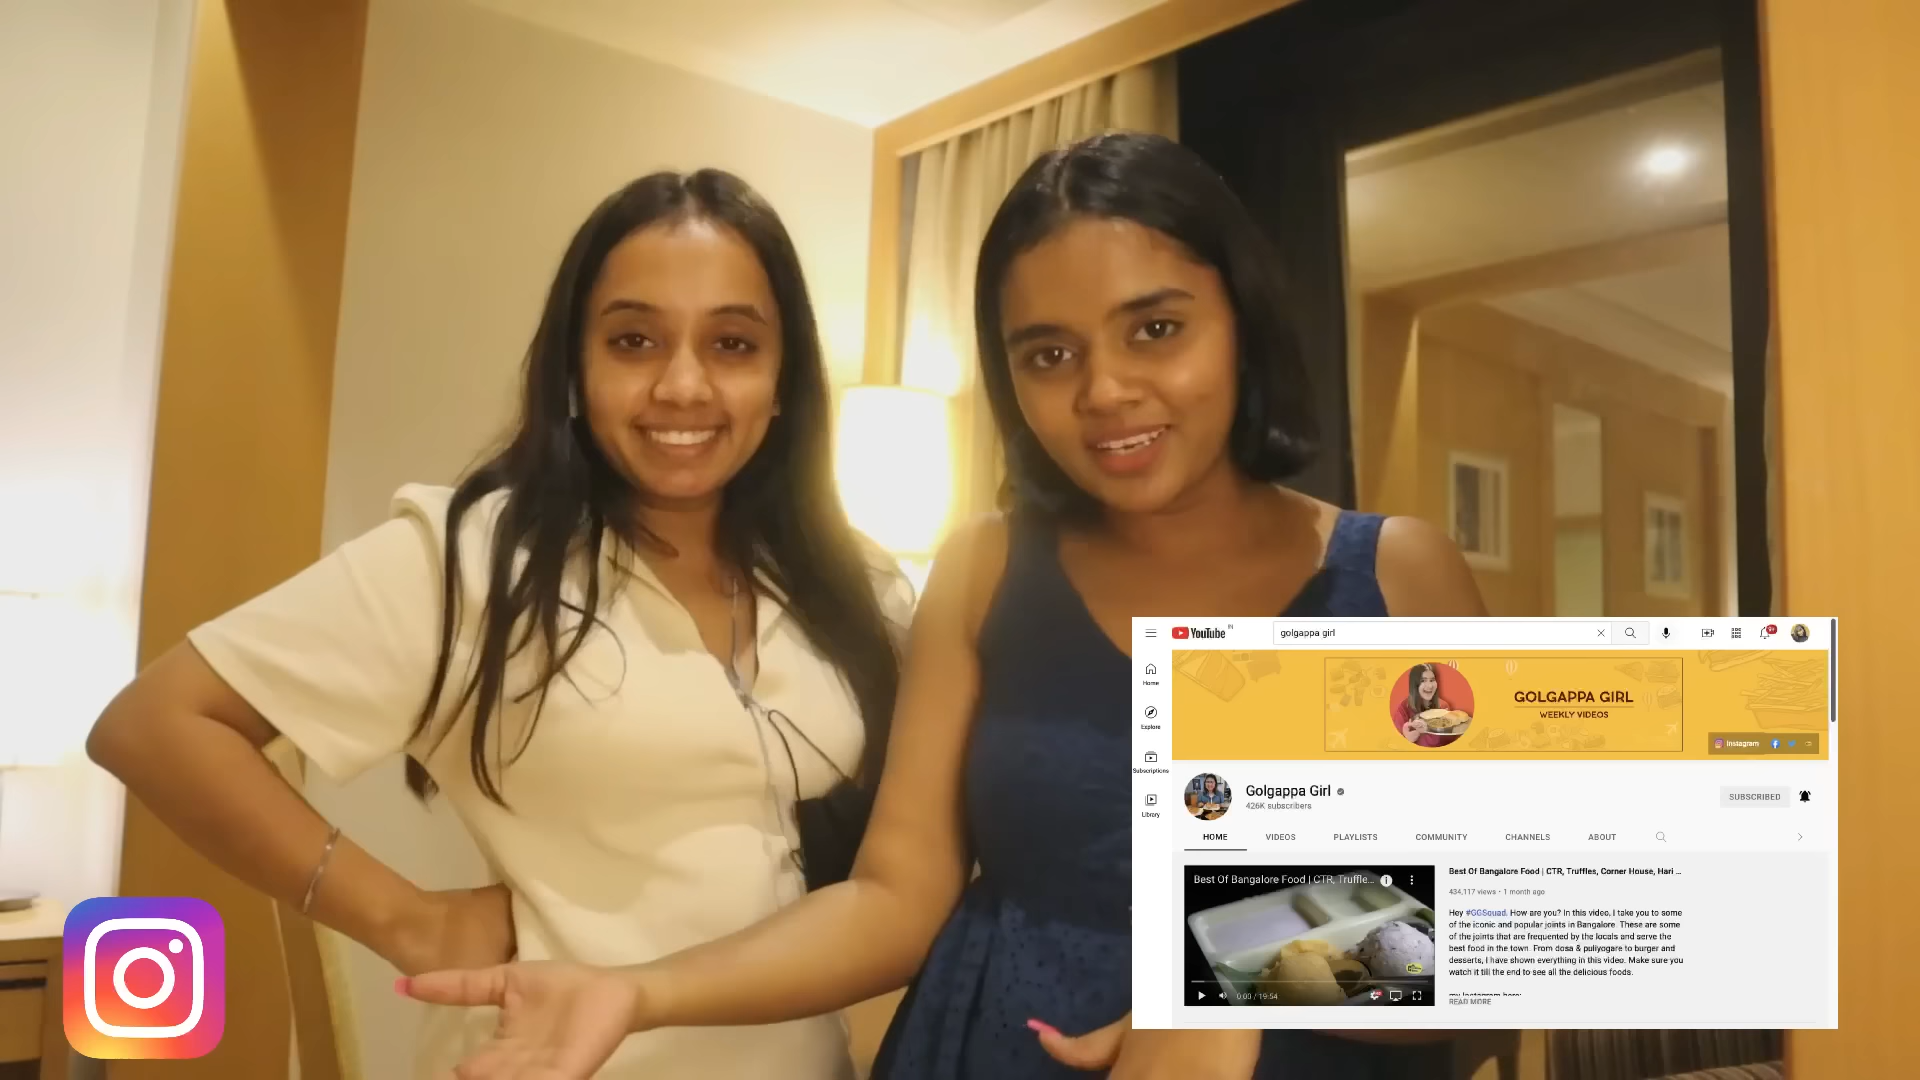 YouTube IN
golgappa girl
9+
Home
Explore
Subscriptions
Library
GOLGAPPA GIRL
WEEKLY VIDEOS
Instagram
Golgappa Girl
426K subscribers
SUBSCRIBED
HOME VIDEOS PLAYLISTS COMMUNITY CHANNELS ABOUT
Best Of Bangalore Food | CTR, Truffle...
0:00 / 19:54
Best Of Bangalore Food | CTR, Truffles, Corner House, Hari ...
434,117 views • 1 month ago
Hey #GGSquad. How are you? In this video, I take you to some
of the iconic and popular joints in Bangalore. These are some
of the joints that are frequented by the locals and serve the
best food in the town. From dosa & puliyogare to burger and
desserts, I have shown everything in this video. Make sure you
watch it till the end to see all the delicious foods.
my Instagram here:
READ MORE